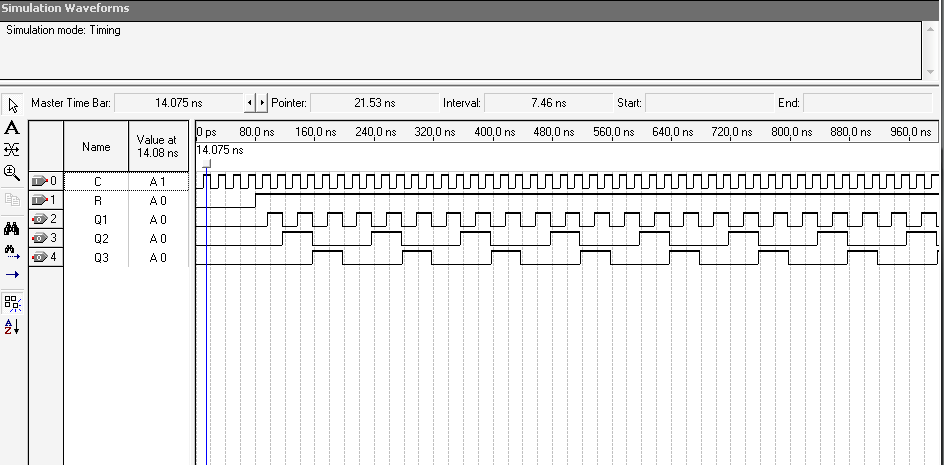 Simulation Waveforms
Simulation mode: Timing
Master Time Bar: 14.075 ns Pointer: 21.53 ns Interval: 7.46 ns Start: End:
Name Value at 14.08 ns
0 ps 80.0 ns 160.0 ns 240.0 ns 320.0 ns 400.0 ns 480.0 ns 560.0 ns 640.0 ns 720.0 ns 800.0 ns 880.0 ns 960.0 ns
14.075 ns
0 C A 1
1 R A 0
2 Q1 A 0
3 Q2 A 0
4 Q3 A 0